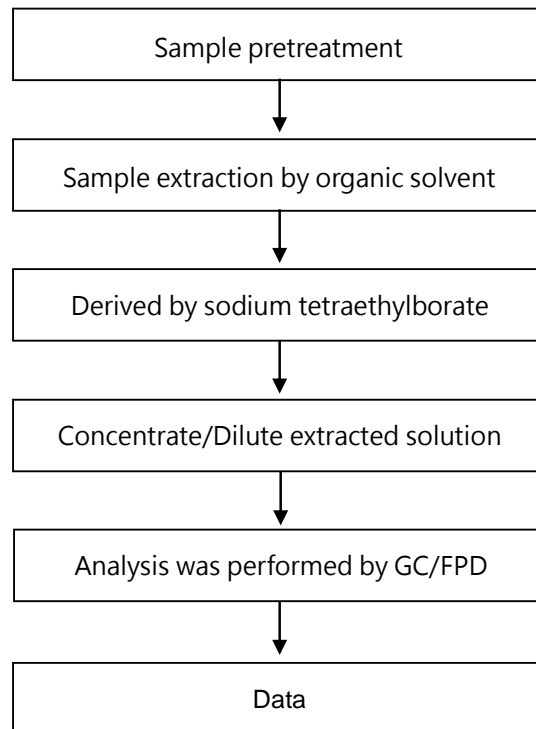 Sample pretreatment
Sample extraction by organic solvent
Derived by sodium tetraethylborate
Concentrate/Dilute extracted solution
Analysis was performed by GC/FPD
Data